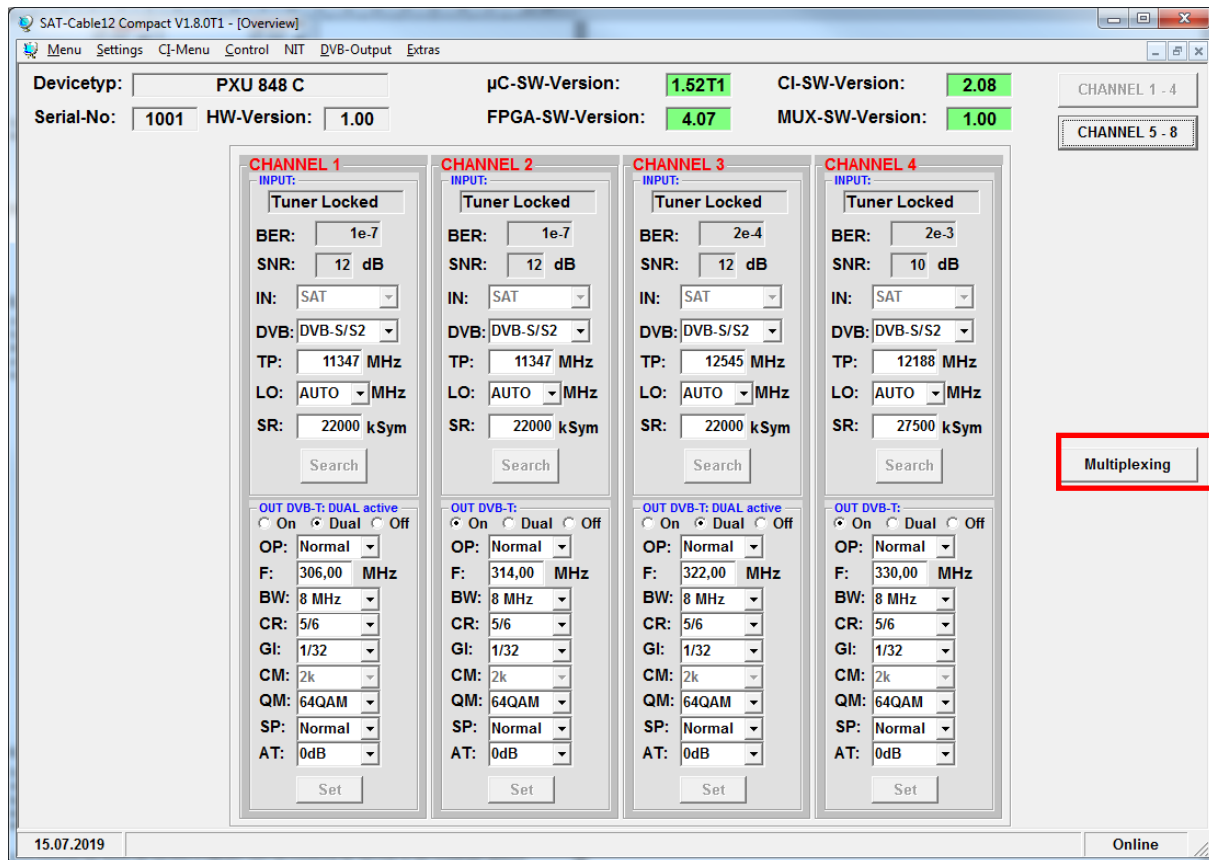 SAT-Cable12 Compact V1.8.0T1 - [Overview]
Menu Settings CI-Menu Control NIT DVB-Output Extras
Devicetyp: PXU 848 C µC-SW-Version: 1.52T1 CI-SW-Version: 2.08 CHANNEL 1 - 4
Serial-No: 1001 HW-Version: 1.00 FPGA-SW-Version: 4.07 MUX-SW-Version: 1.00 CHANNEL 5 - 8
CHANNEL 1 CHANNEL 2 CHANNEL 3 CHANNEL 4
INPUT: INPUT: INPUT: INPUT:
Tuner Locked Tuner Locked Tuner Locked Tuner Locked
BER: 1e-7 BER: 1e-7 BER: 2e-4 BER: 2e-3
SNR: 12 dB SNR: 12 dB SNR: 12 dB SNR: 10 dB
IN: SAT IN: SAT IN: SAT IN: SAT
DVB: DVB-S/S2 DVB: DVB-S/S2 DVB: DVB-S/S2 DVB: DVB-S/S2
TP: 11347 MHz TP: 11347 MHz TP: 12545 MHz TP: 12188 MHz
LO: AUTO MHz LO: AUTO MHz LO: AUTO MHz LO: AUTO MHz
SR: 22000 kSym SR: 22000 kSym SR: 22000 kSym SR: 27500 kSym
Search Search Search Search Multiplexing
OUT DVB-T: DUAL active OUT DVB-T: OUT DVB-T: DUAL active OUT DVB-T:
On Dual Off On Dual Off On Dual Off On Dual Off
OP: Normal OP: Normal OP: Normal OP: Normal
F: 306,00 MHz F: 314,00 MHz F: 322,00 MHz F: 330,00 MHz
BW: 8 MHz BW: 8 MHz BW: 8 MHz BW: 8 MHz
CR: 5/6 CR: 5/6 CR: 5/6 CR: 5/6
GI: 1/32 GI: 1/32 GI: 1/32 GI: 1/32
CM: 2k CM: 2k CM: 2k CM: 2k
QM: 64QAM QM: 64QAM QM: 64QAM QM: 64QAM
SP: Normal SP: Normal SP: Normal SP: Normal
AT: 0dB AT: 0dB AT: 0dB AT: 0dB
Set Set Set Set
15.07.2019 Online